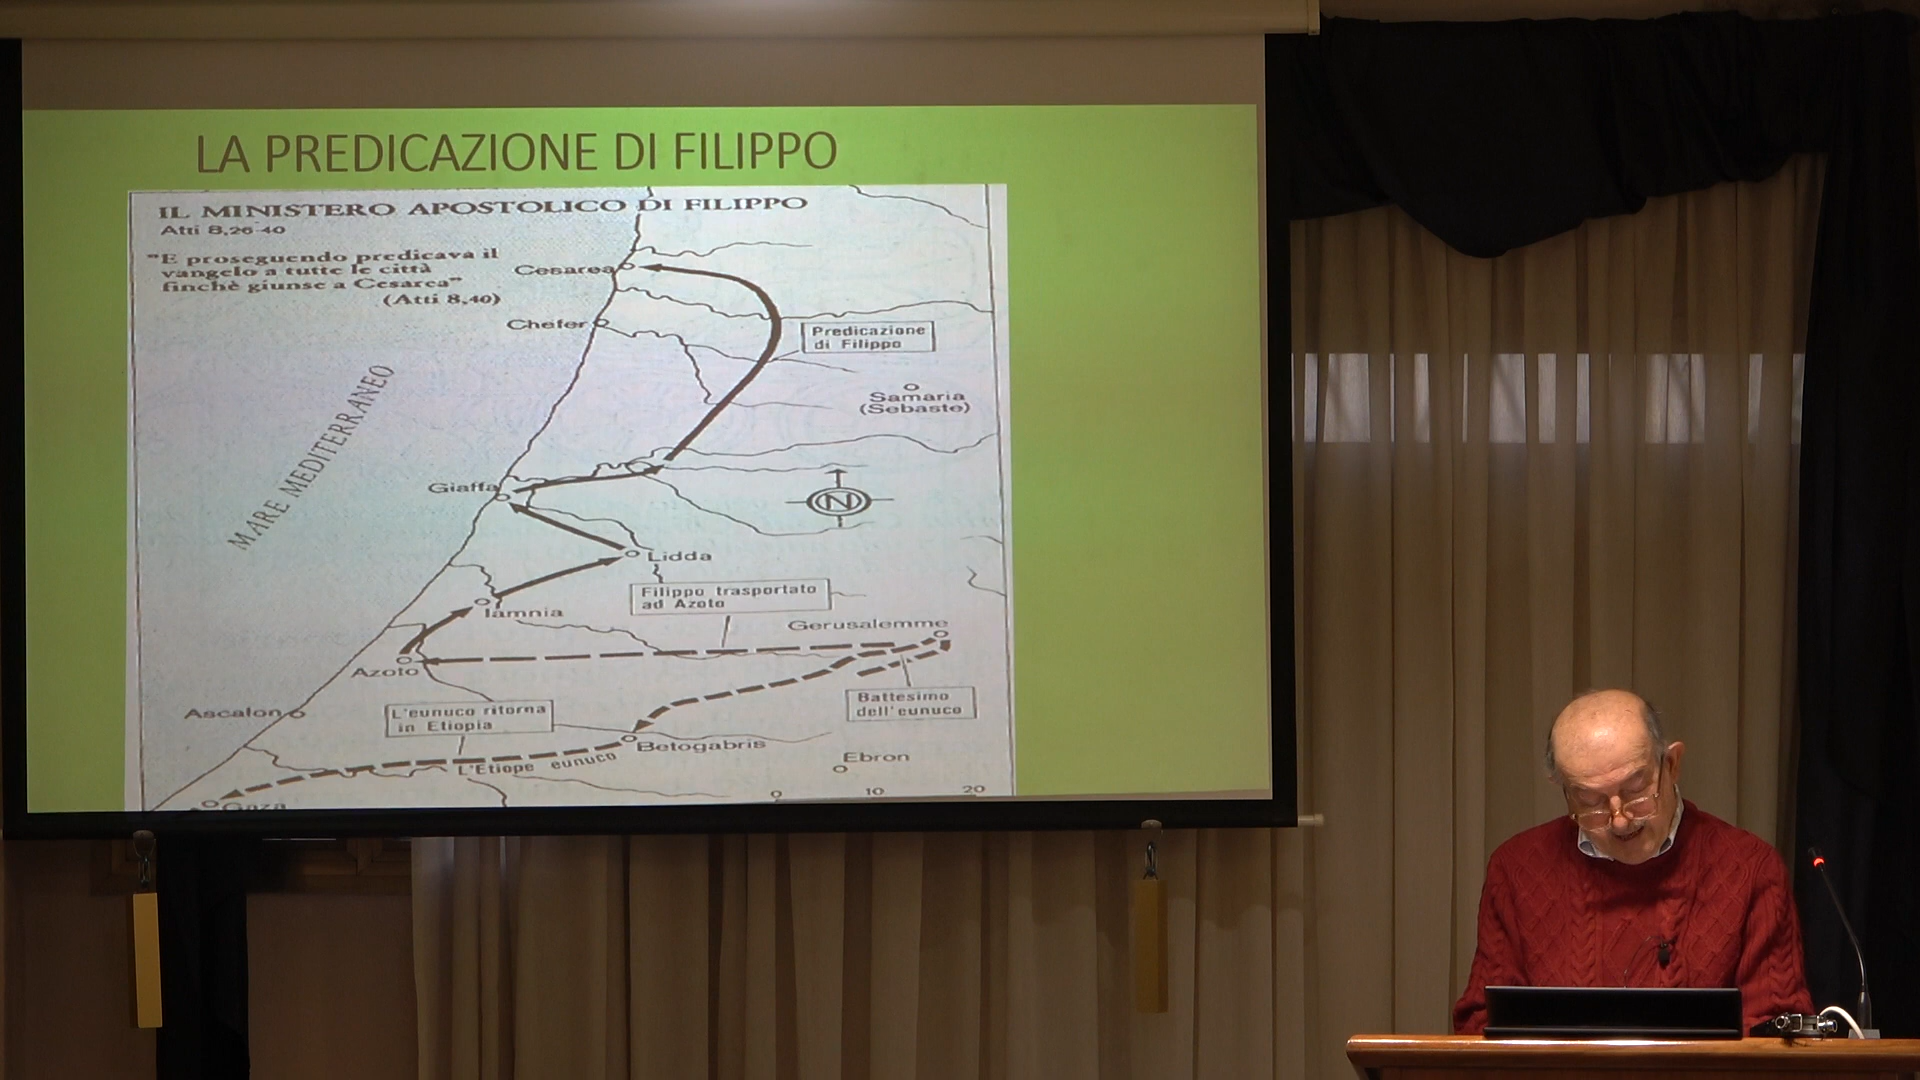 LA PREDICAZIONE DI FILIPPO
IL MINISTERO APOSTOLICO DI FILIPPO
Atti 8,26-40
"E proseguendo predicava il
vangelo a tutte le città
finchè giunse a Cesarea"
(Atti 8,40)
Cesarea
Chefer
Predicazione
di Filippo
MARE MEDITERRANEO
Samaria
(Sebaste)
Giaffa
N
Lidda
Filippo trasportato
ad Azoto
Iamnia
Gerusalemme
Azoto
Battesimo
dell'eunuco
Ascalon
L'eunuco ritorna
in Etiopia
Betogabris
L'Etiope eunuco
Ebron
Gaza
0 10 20